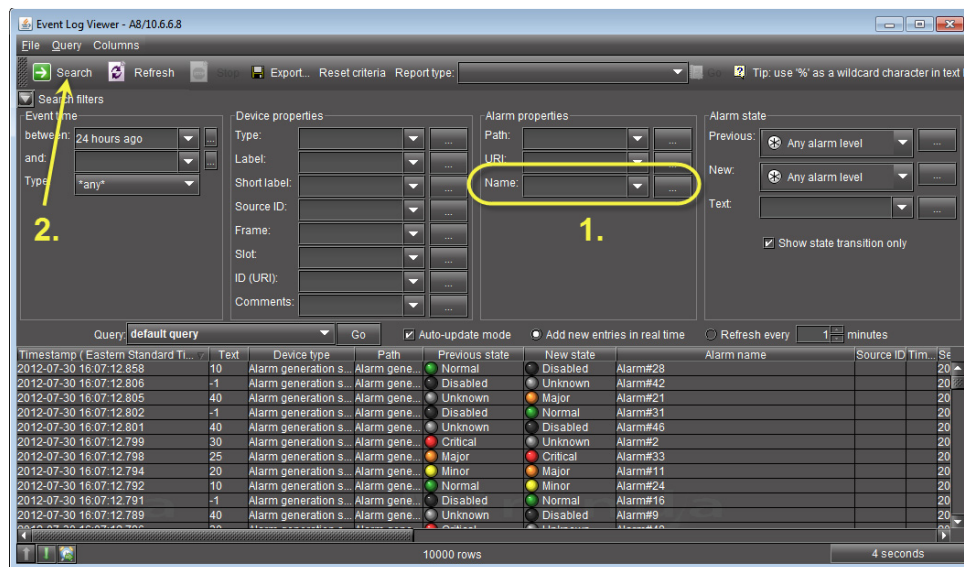 Event Log Viewer - A8/10.6.6.8
File Query Columns
Search Refresh Stop Export... Reset criteria Report type: Go Tip: use '%' as a wildcard character in text
Search filters
Event time Device properties Alarm properties Alarm state
between: 24 hours ago ... Type: ... Path: ... Previous: Any alarm level ...
and: ... Label: ... URI: New: Any alarm level ...
Type *any* Short label: ... Name: ...
Source ID: ... Text: ...
2. Frame: ... 1.
Slot: ... Show state transition only
ID (URI): ...
Comments: ...
Query: default query Go Auto-update mode Add new entries in real time Refresh every 1 minutes
Timestamp ( Eastern Standard Ti... Text Device type Path Previous state New state Alarm name Source ID Tim... Se
2012-07-30 16:07:12.858 10 Alarm generation s... Alarm gene... Normal Disabled Alarm#28 20
2012-07-30 16:07:12.806 -1 Alarm generation s... Alarm gene... Disabled Unknown Alarm#42 20
2012-07-30 16:07:12.805 40 Alarm generation s... Alarm gene... Unknown Major Alarm#21 20
2012-07-30 16:07:12.802 -1 Alarm generation s... Alarm gene... Disabled Normal Alarm#31 20
2012-07-30 16:07:12.801 40 Alarm generation s... Alarm gene... Unknown Disabled Alarm#46 20
2012-07-30 16:07:12.799 30 Alarm generation s... Alarm gene... Critical Unknown Alarm#2 20
2012-07-30 16:07:12.798 25 Alarm generation s... Alarm gene... Major Critical Alarm#33 20
2012-07-30 16:07:12.794 20 Alarm generation s... Alarm gene... Minor Major Alarm#11 20
2012-07-30 16:07:12.792 10 Alarm generation s... Alarm gene... Normal Minor Alarm#24 20
2012-07-30 16:07:12.791 -1 Alarm generation s... Alarm gene... Disabled Normal Alarm#16 20
2012-07-30 16:07:12.789 40 Alarm generation s... Alarm gene... Unknown Disabled Alarm#9 20
10000 rows 4 seconds